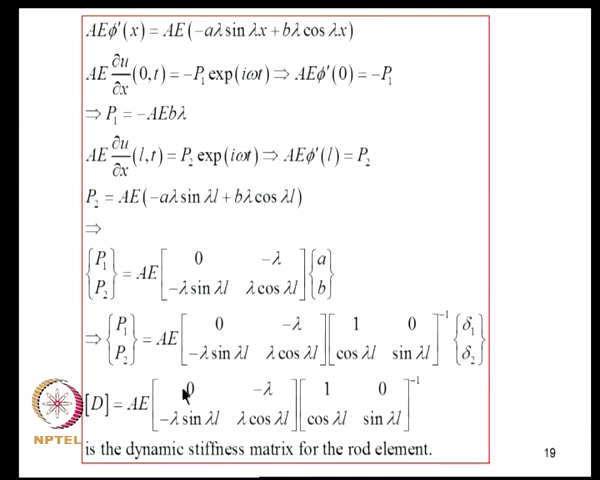 AEφ′(x) = AE(−aλ sin λx + bλ cos λx)
AE ∂u/∂x (0,t) = −P₁ exp(iωt) ⇒ AEφ′(0) = −P₁
⇒ P₁ = −AEbλ
AE ∂u/∂x (l,t) = P₂ exp(iωt) ⇒ AEφ′(l) = P₂
P₂ = AE(−aλ sin λl + bλ cos λl)
⇒
{P₁ P₂} = AE [0 −λ; −λ sin λl λ cos λl] {a b}
⇒ {P₁ P₂} = AE [0 −λ; −λ sin λl λ cos λl] [1 0; cos λl sin λl]⁻¹ {δ₁ δ₂}
[D] = AE [0 −λ; −λ sin λl λ cos λl] [1 0; cos λl sin λl]⁻¹
NPTEL
is the dynamic stiffness matrix for the rod element.
19